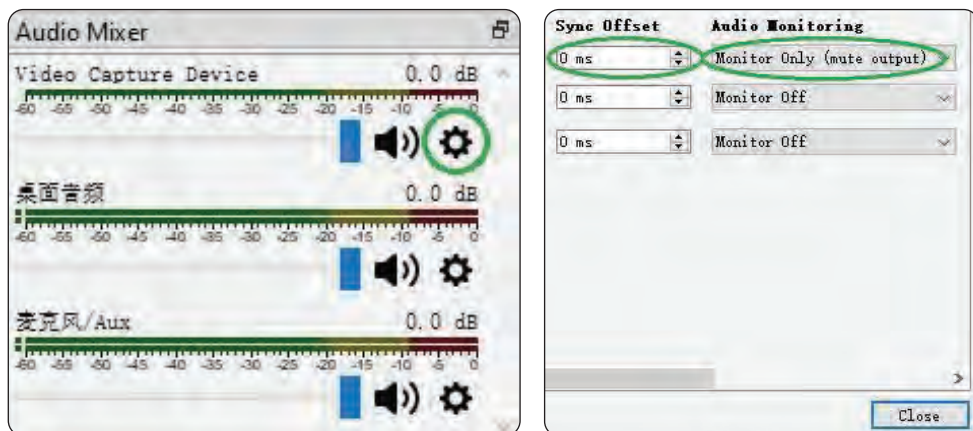 Audio Mixer
Video Capture Device 0.0 dB
-60 -55 -50 -45 -40 -35 -30 -25 -20 -15 -10 -5 0
桌面音频 0.0 dB
-60 -55 -50 -45 -40 -35 -30 -25 -20 -15 -10 -5 0
麦克风/Aux 0.0 dB
-60 -55 -50 -45 -40 -35 -30 -25 -20 -15 -10 -5 0
Sync Offset Audio Monitoring
0 ms Monitor Only (mute output)
0 ms Monitor Off
0 ms Monitor Off
Close